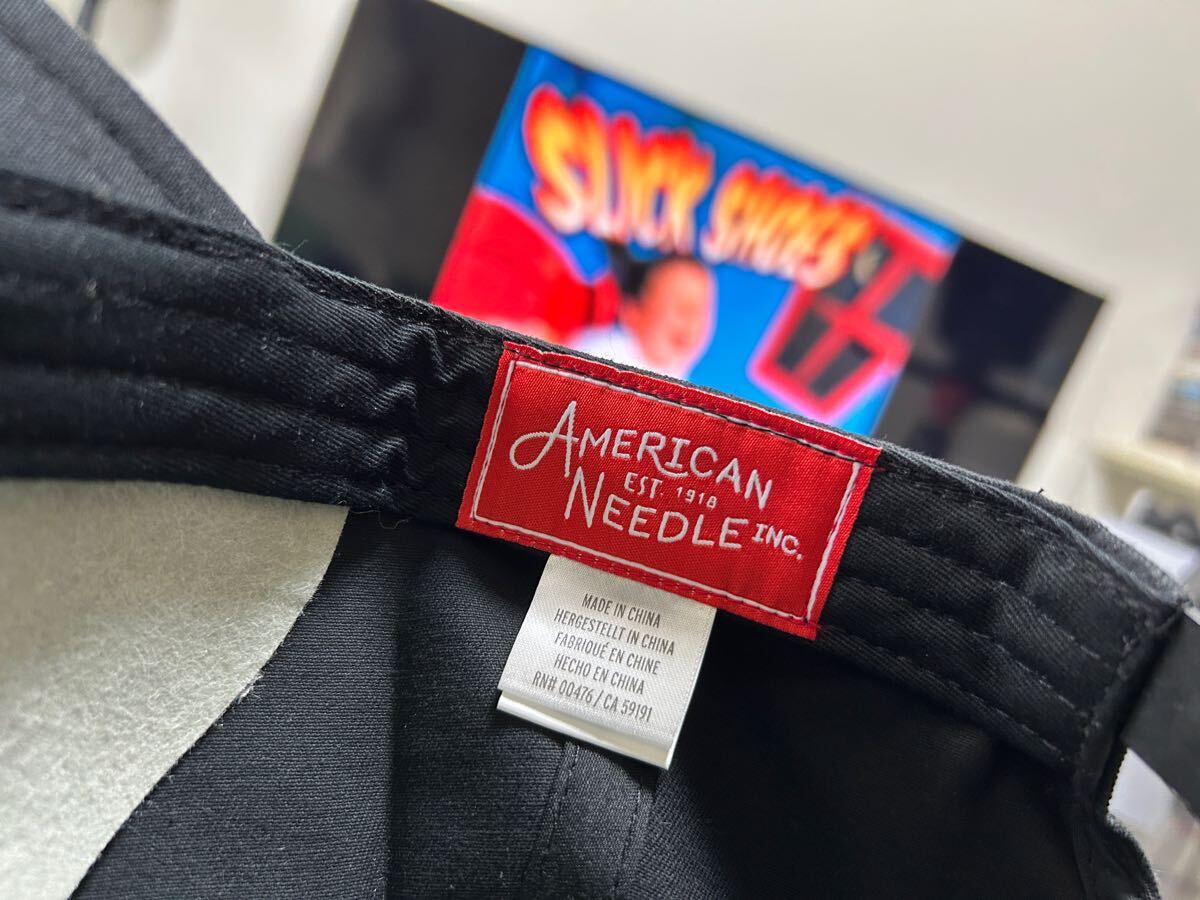 SLICK SHOES
AMERICAN
EST. 1918
NEEDLE INC.
MADE IN CHINA
HERGESTELLT IN CHINA
FABRIQUÉ EN CHINE
HECHO EN CHINA
RN# 00476 / CA 59191